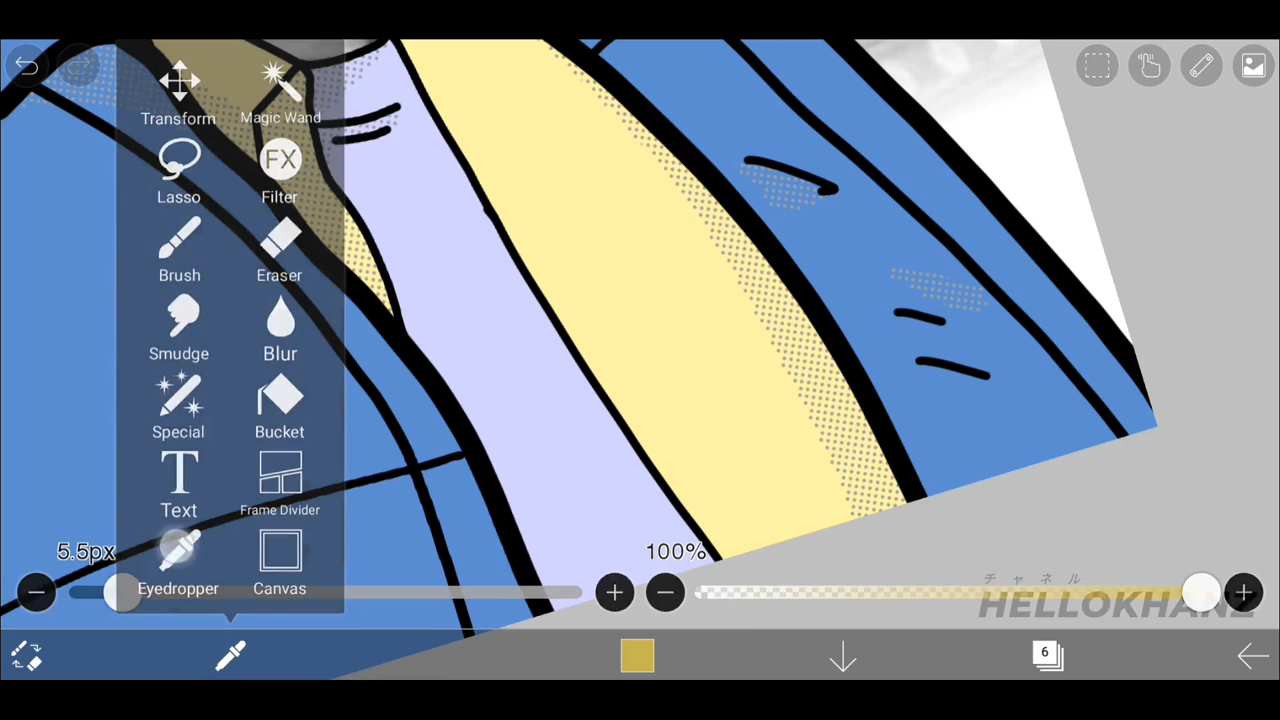 Transform Magic Wand
FX
Lasso Filter
Brush Eraser
Smudge Blur
Special Bucket
T
Text Frame Divider
5.5px 100%
Eyedropper Canvas
チャネル
HELLOKHANZ
6